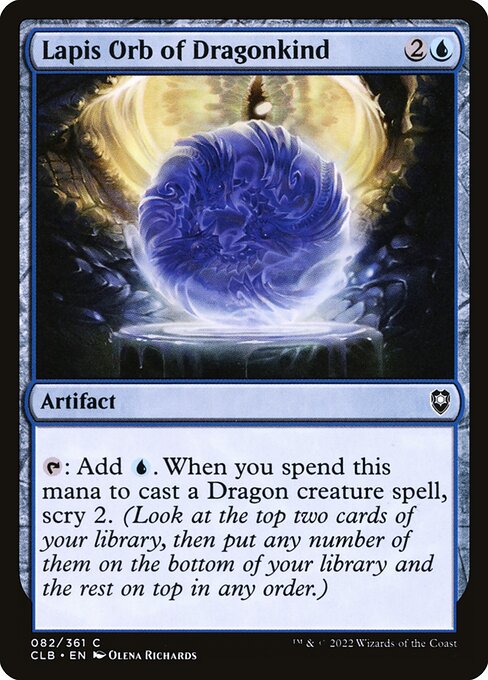 Lapis Orb of Dragonkind 2
Artifact
: Add . When you spend this
mana to cast a Dragon creature spell,
scry 2. (Look at the top two cards of
your library, then put any number of
them on the bottom of your library and
the rest on top in any order.)
082/361 C
CLB • EN Olena Richards
™ & © 2022 Wizards of the Coast